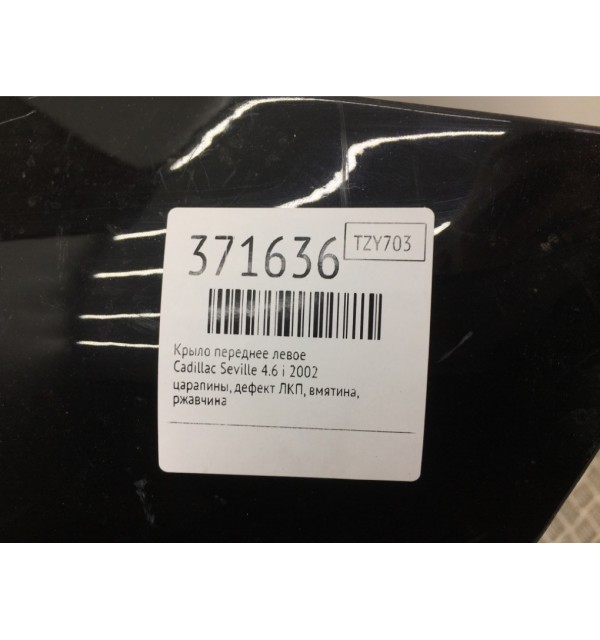 371636 TZY703
Крыло переднее левое
Cadillac Seville 4.6 i 2002
царапины, дефект ЛКП, вмятина,
ржавчина